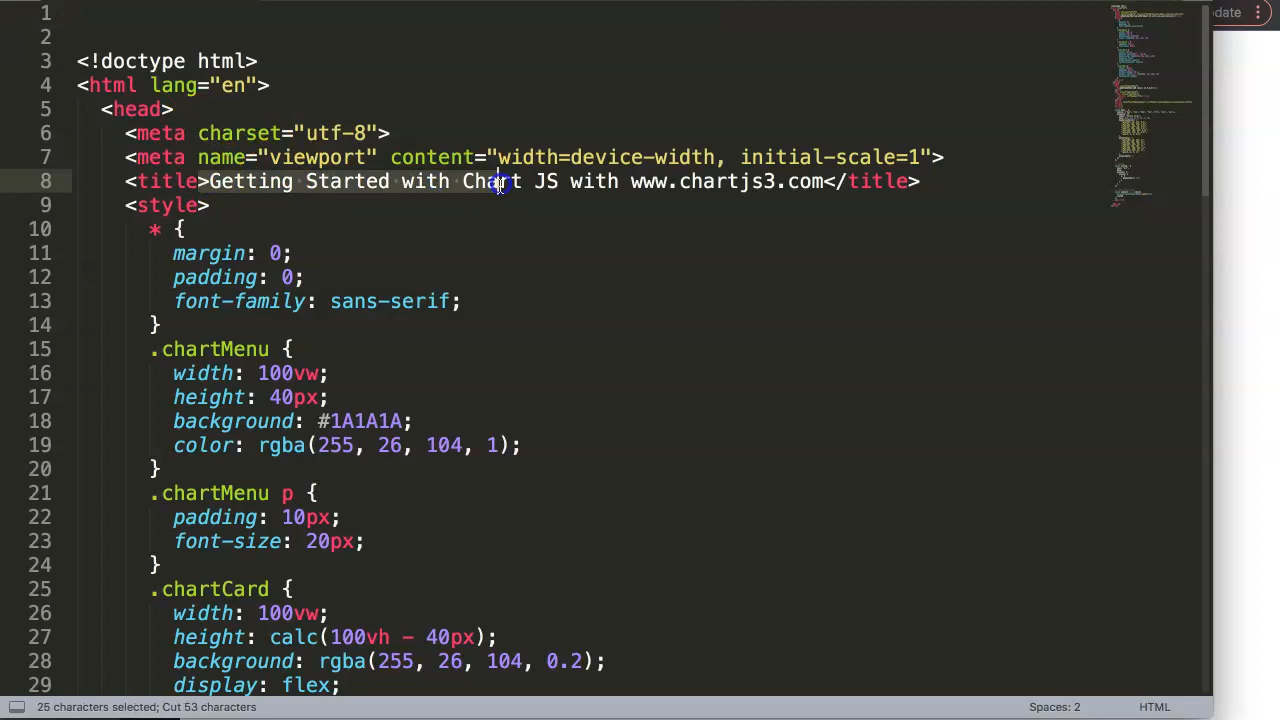 1
2
3 <!doctype html>
4 <html lang="en">
5 <head>
6 <meta charset="utf-8">
7 <meta name="viewport" content="width=device-width, initial-scale=1">
8 <title>Getting Started with Chart JS with www.chartjs3.com</title>
9 <style>
10 * {
11 margin: 0;
12 padding: 0;
13 font-family: sans-serif;
14 }
15 .chartMenu {
16 width: 100vw;
17 height: 40px;
18 background: #1A1A1A;
19 color: rgba(255, 26, 104, 1);
20 }
21 .chartMenu p {
22 padding: 10px;
23 font-size: 20px;
24 }
25 .chartCard {
26 width: 100vw;
27 height: calc(100vh - 40px);
28 background: rgba(255, 26, 104, 0.2);
29 display: flex;
25 characters selected; Cut 53 characters
Spaces: 2
HTML